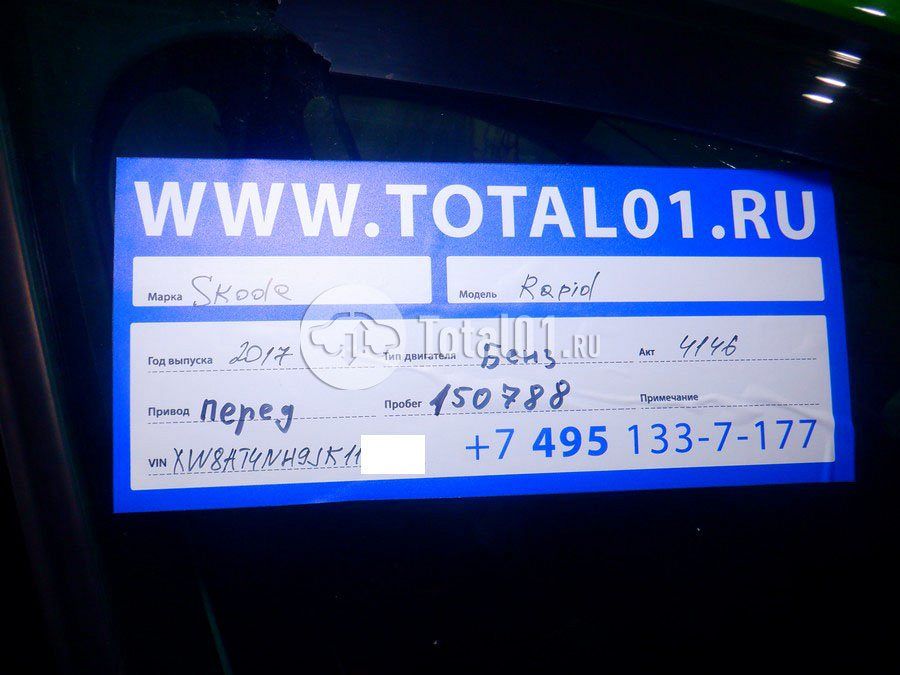 WWW.TOTAL01.RU
Марка Skoda Модель Rapid
Total01.RU
Год выпуска 2017 Тип двигателя Бенз Акт 4146
Привод Перед Пробег 150788 Примечание
VIN XW8AT4NH9JK11 +7 495 133-7-177